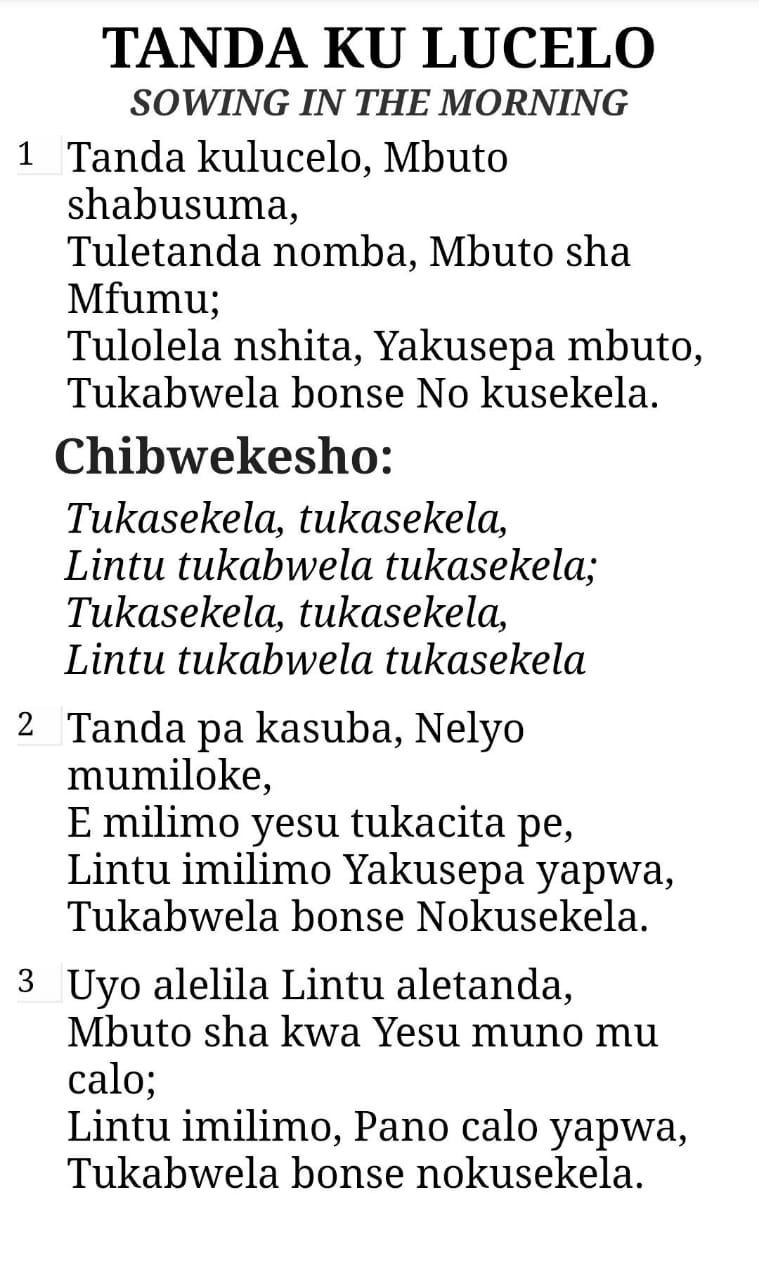 TANDA KU LUCELO
SOWING IN THE MORNING
1 Tanda kulucelo, Mbuto
shabusuma,
Tuletanda nomba, Mbuto sha
Mfumu;
Tulolela nshita, Yakusepa mbuto,
Tukabwela bonse No kusekela.
Chibwekesho:
Tukasekela, tukasekela,
Lintu tukabwela tukasekela;
Tukasekela, tukasekela,
Lintu tukabwela tukasekela
2 Tanda pa kasuba, Nelyo
mumiloke,
E milimo yesu tukacita pe,
Lintu imilimo Yakusepa yapwa,
Tukabwela bonse Nokusekela.
3 Uyo alelila Lintu aletanda,
Mbuto sha kwa Yesu muno mu
calo;
Lintu imilimo, Pano calo yapwa,
Tukabwela bonse nokusekela.